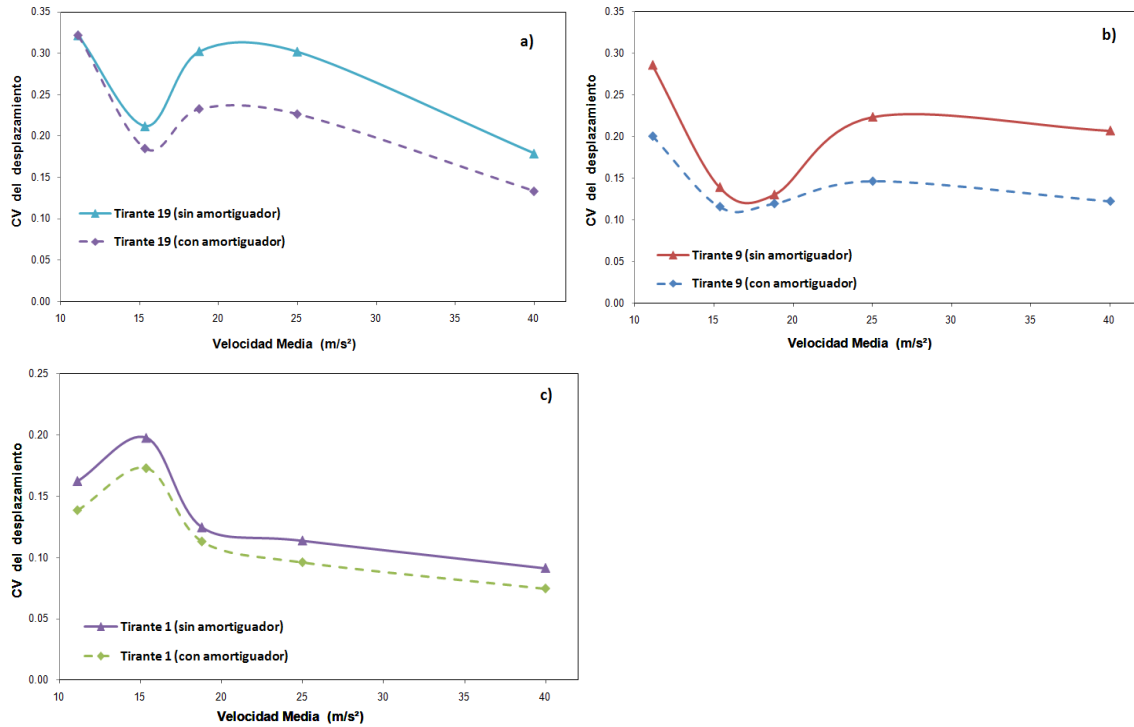 a)
CV del desplazamiento
0.35
0.30
0.25
0.20
0.15
0.10
0.05
0.00
Tirante 19 (sin amortiguador)
Tirante 19 (con amortiguador)
10 15 20 25 30 35 40
Velocidad Media (m/s²)
b)
CV del desplazamiento
0.35
0.30
0.25
0.20
0.15
0.10
0.05
0.00
Tirante 9 (sin amortiguador)
Tirante 9 (con amortiguador)
10 15 20 25 30 35 40
Velocidad Media (m/s²)
c)
CV del desplazamiento
0.25
0.20
0.15
0.10
0.05
0.00
Tirante 1 (sin amortiguador)
Tirante 1 (con amortiguador)
10 15 20 25 30 35 40
Velocidad Media (m/s²)